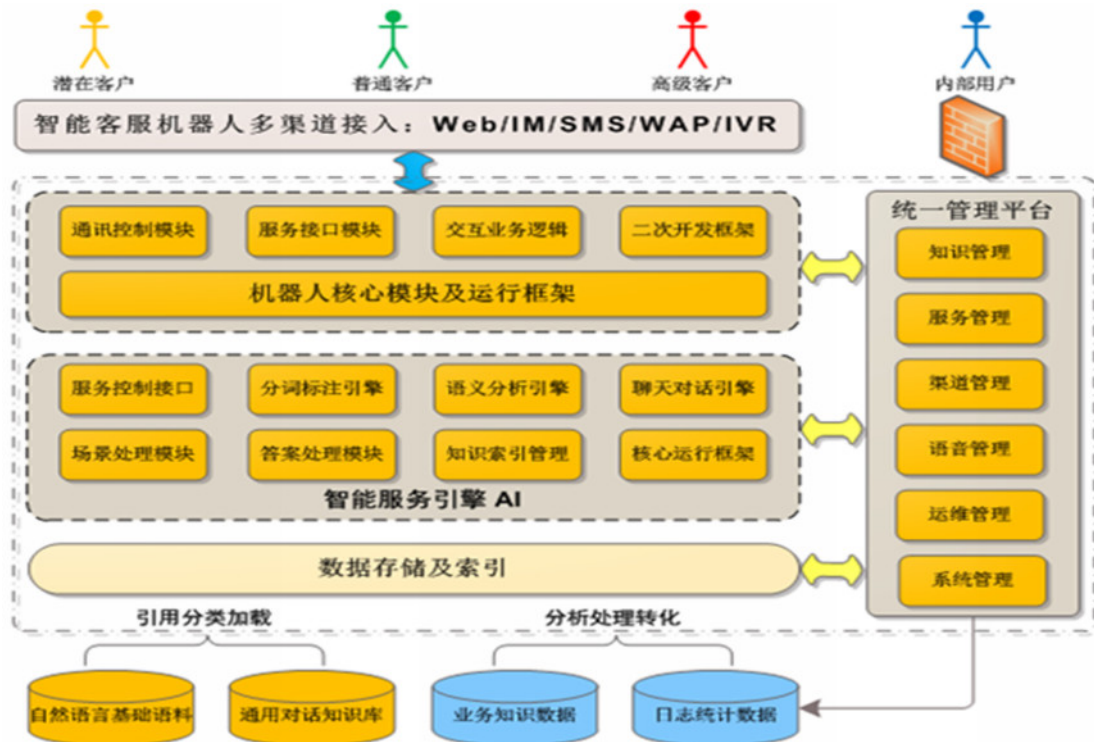 潜在客户
普通客户
高级客户
内部用户
智能客服机器人多渠道接入：Web/IM/SMS/WAP/IVR
通讯控制模块
服务接口模块
交互业务逻辑
二次开发框架
机器人核心模块及运行框架
服务控制接口
分词标注引擎
语义分析引擎
聊天对话引擎
场景处理模块
答案处理模块
知识索引管理
核心运行框架
智能服务引擎 AI
数据存储及索引
统一管理平台
知识管理
服务管理
渠道管理
语音管理
运维管理
系统管理
引用分类加载
分析处理转化
自然语言基础语料
通用对话知识库
业务知识数据
日志统计数据